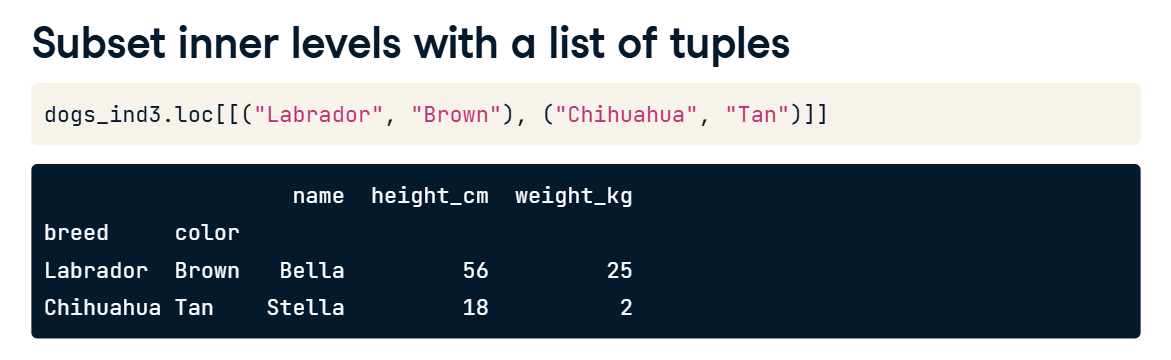 Subset inner levels with a list of tuples
dogs_ind3.loc[[("Labrador", "Brown"), ("Chihuahua", "Tan")]]
name height_cm weight_kg
breed color
Labrador Brown Bella 56 25
Chihuahua Tan Stella 18 2